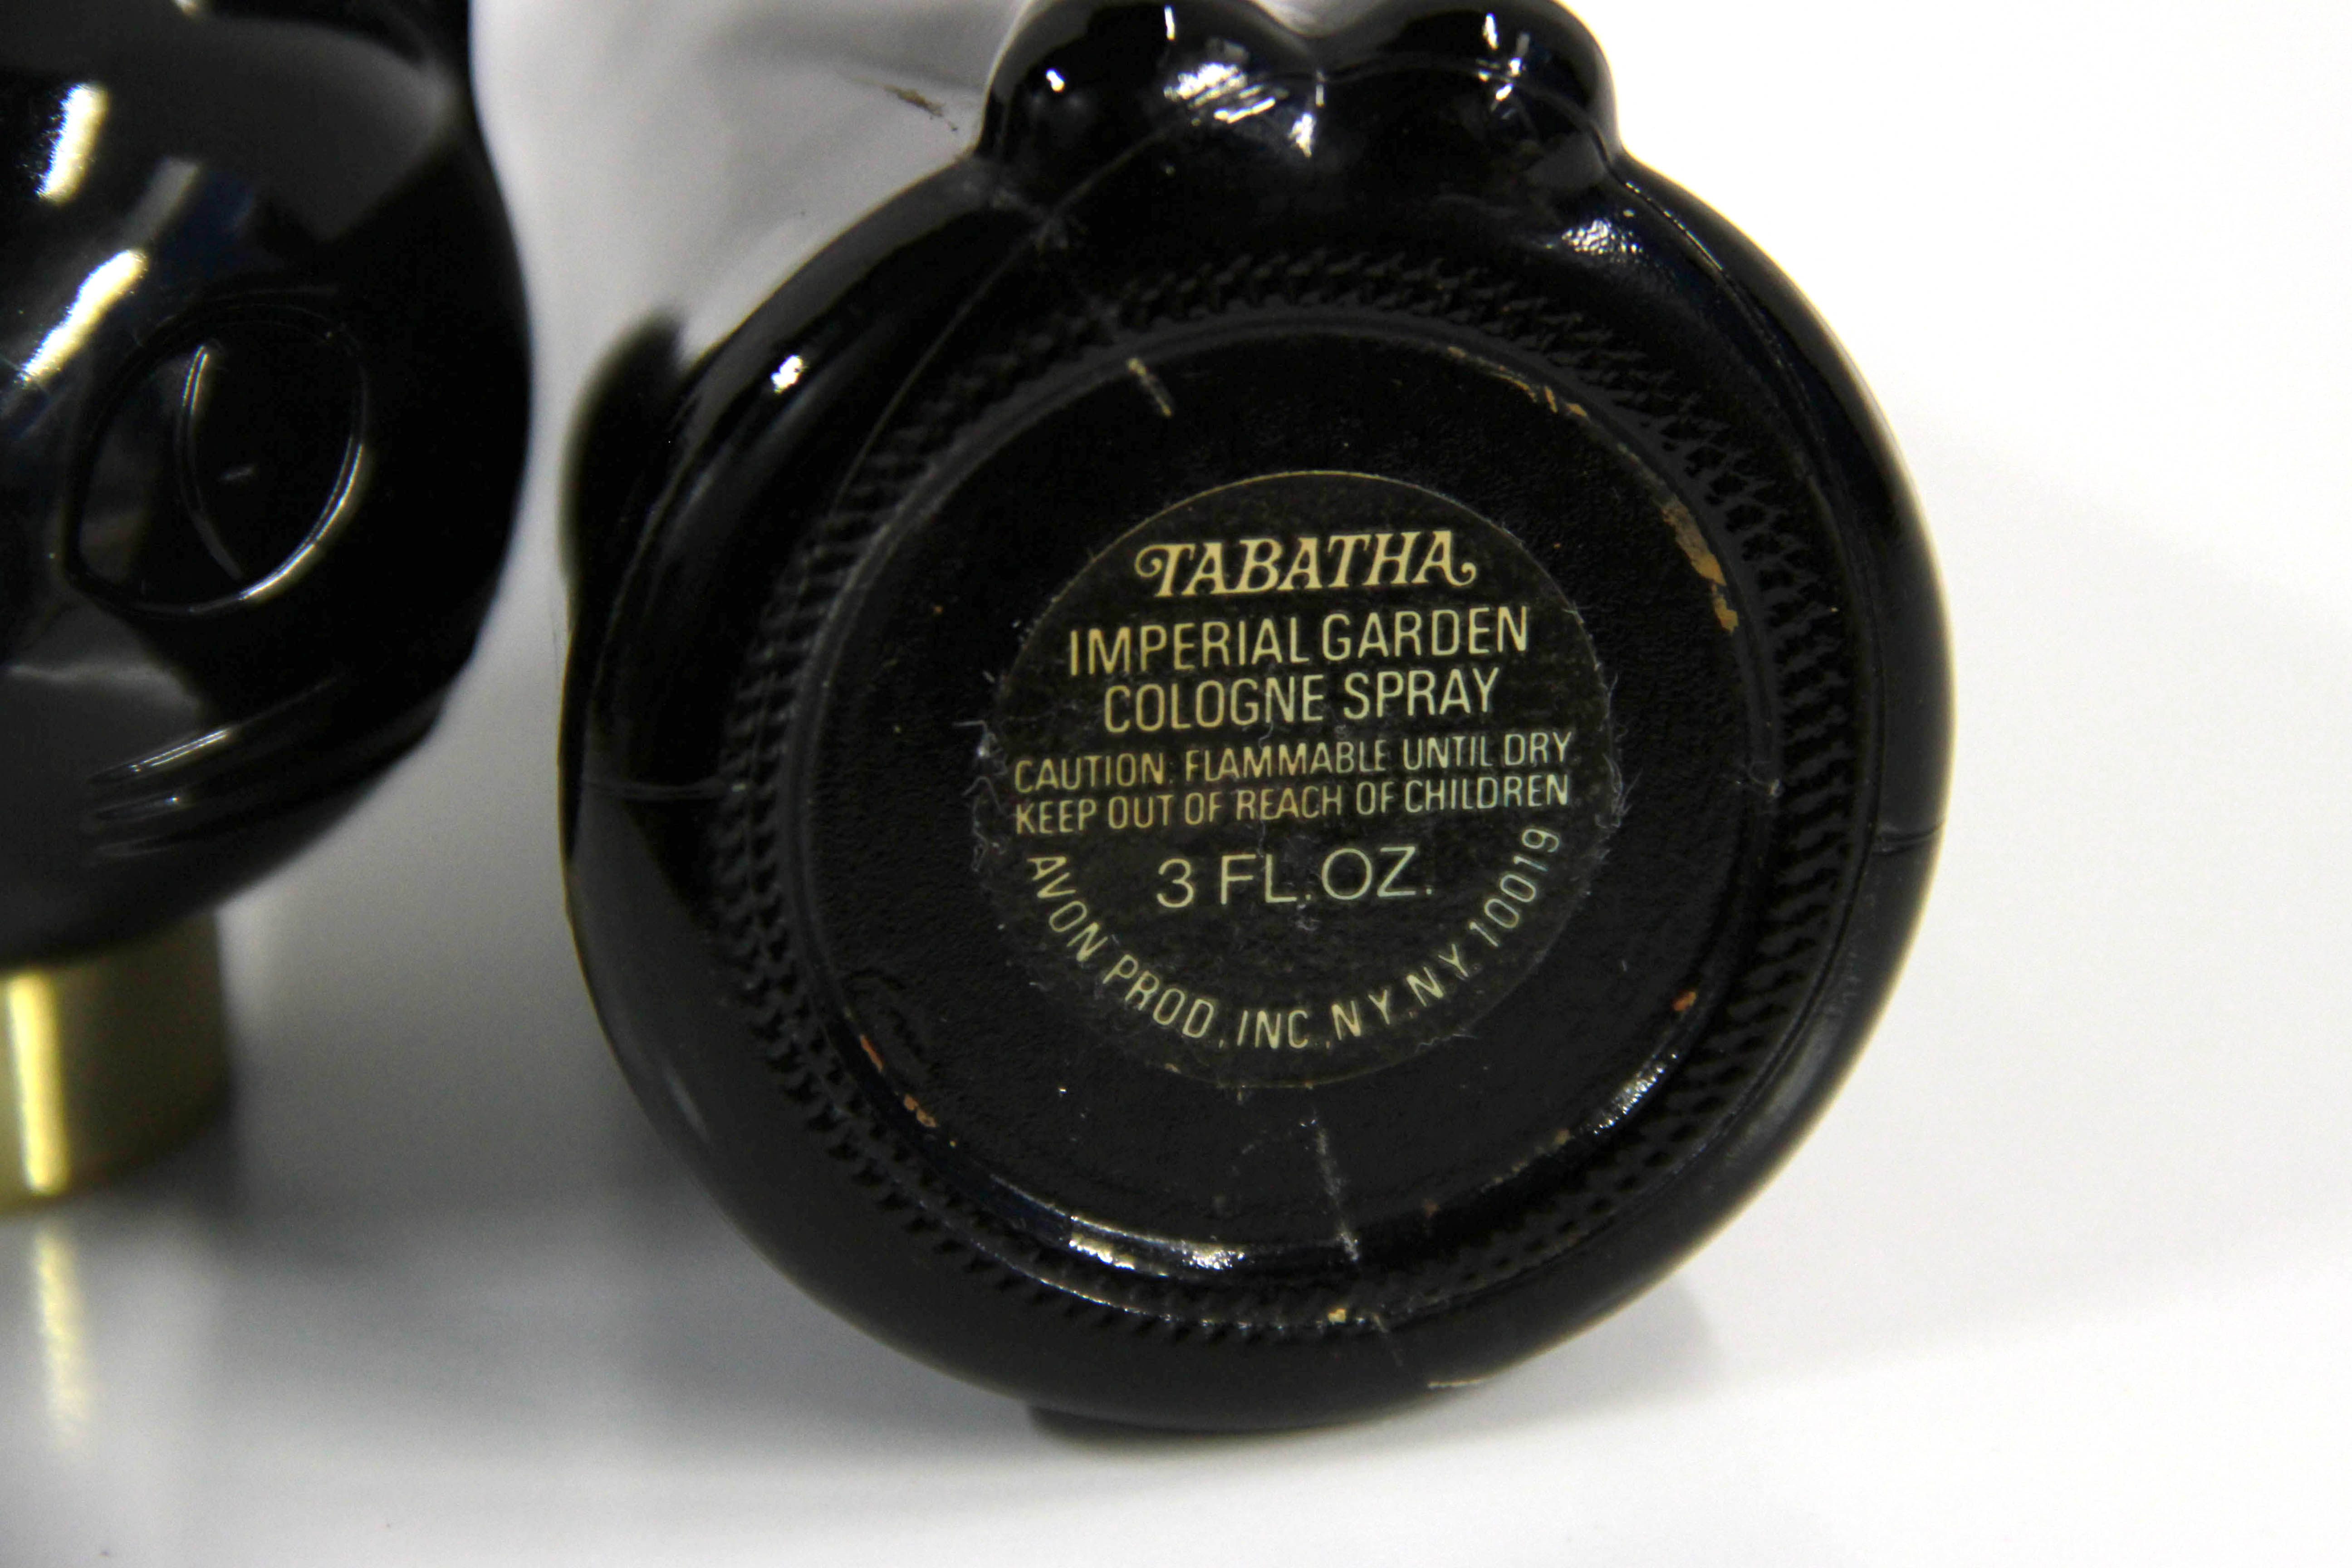 TABATHA
IMPERIAL GARDEN
COLOGNE SPRAY
CAUTION: FLAMMABLE UNTIL DRY.
KEEP OUT OF REACH OF CHILDREN
3 FL. OZ.
AVON PROD., INC., N.Y., N.Y. 10019